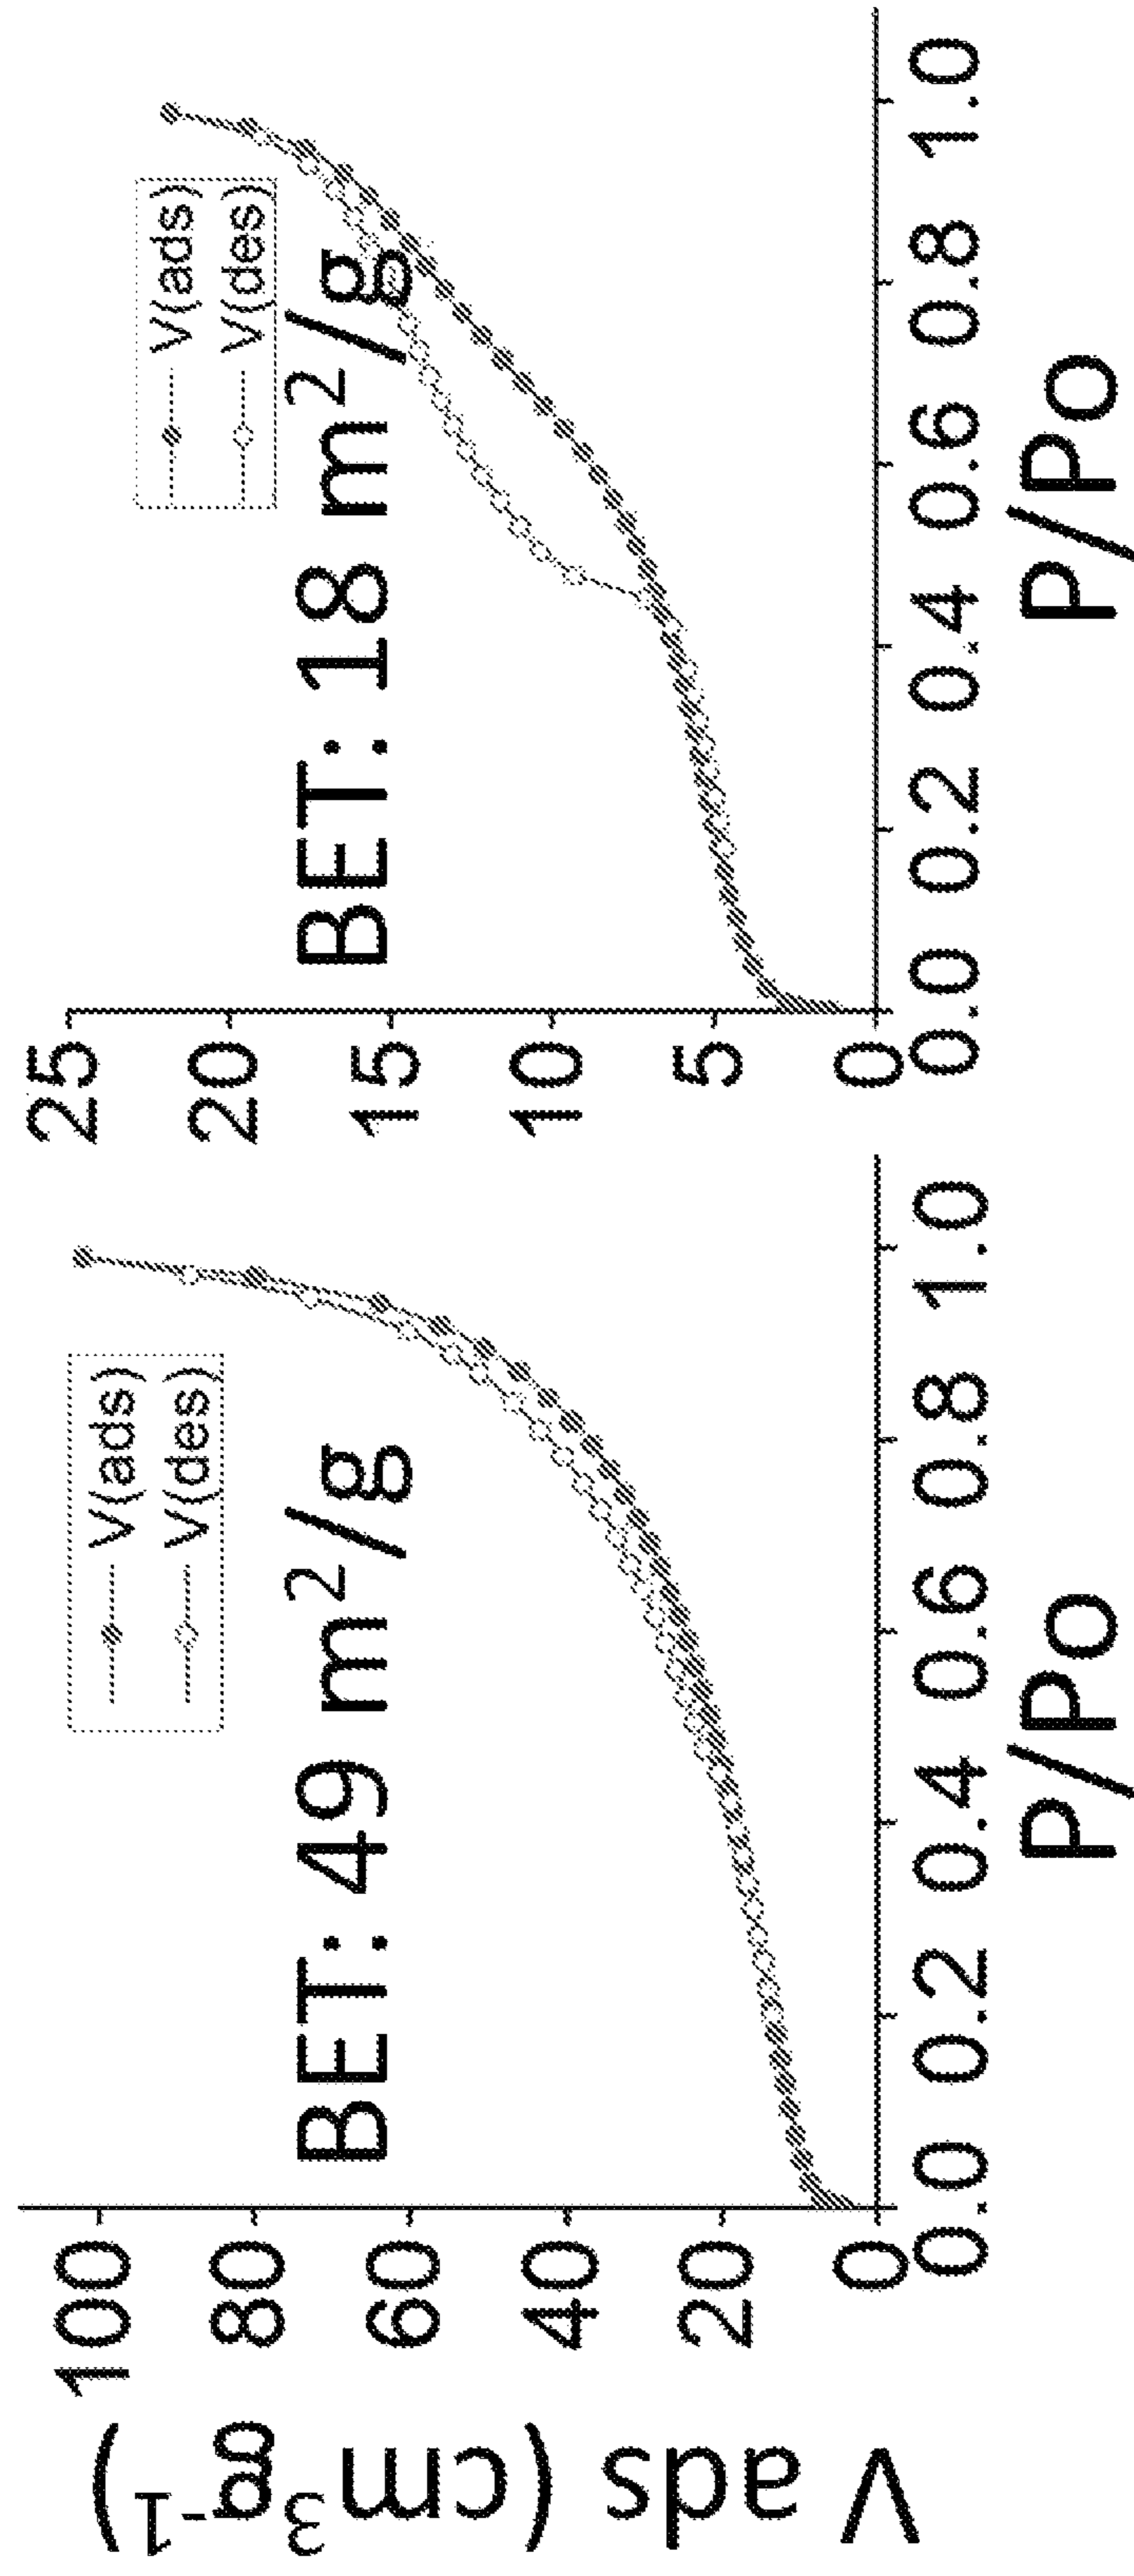 V ads (cm³g⁻¹)
100
80
60
40
20
0
0.0 0.2 0.4 0.6 0.8 1.0
P/Po
V(ads)
V(des)
BET: 49 m²/g
25
20
15
10
5
0
0.0 0.2 0.4 0.6 0.8 1.0
P/Po
V(ads)
V(des)
BET: 18 m²/g